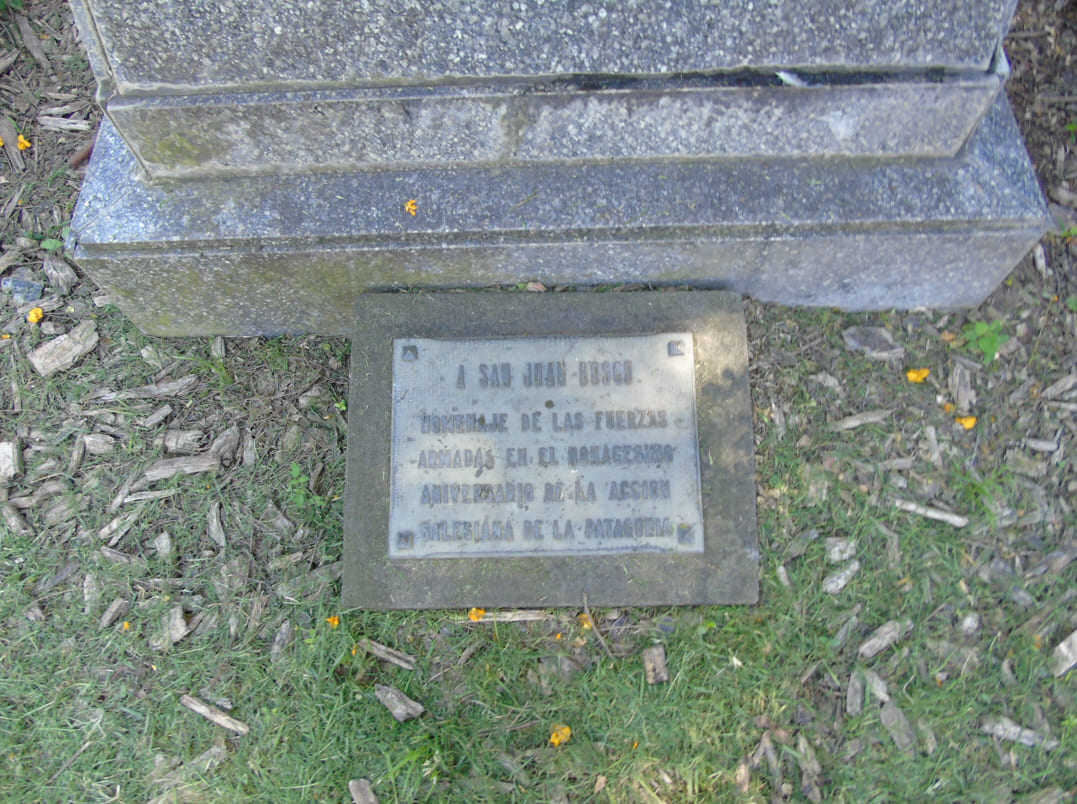 A SAN JUAN BOSCO
HOMENAJE DE LAS FUERZAS
ARMADAS EN EL NONAGESIMO
ANIVERSARIO DE LA ACCION
SALESIANA DE LA PATAGONIA